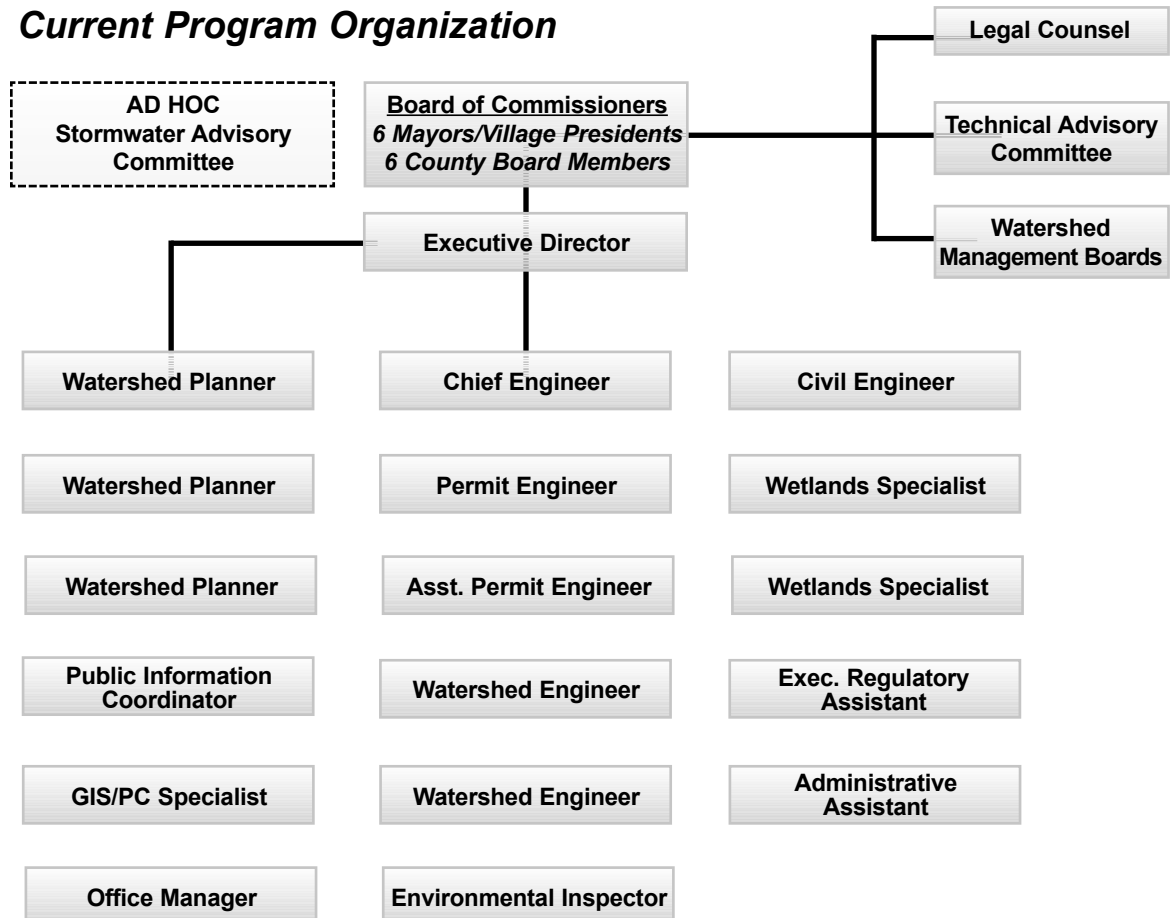 Current Program Organization
Legal Counsel
AD HOC
Stormwater Advisory
Committee
Board of Commissioners
6 Mayors/Village Presidents
6 County Board Members
Technical Advisory
Committee
Executive Director
Watershed
Management Boards
Watershed Planner
Chief Engineer
Civil Engineer
Watershed Planner
Permit Engineer
Wetlands Specialist
Watershed Planner
Asst. Permit Engineer
Wetlands Specialist
Public Information
Coordinator
Watershed Engineer
Exec. Regulatory
Assistant
GIS/PC Specialist
Watershed Engineer
Administrative
Assistant
Office Manager
Environmental Inspector